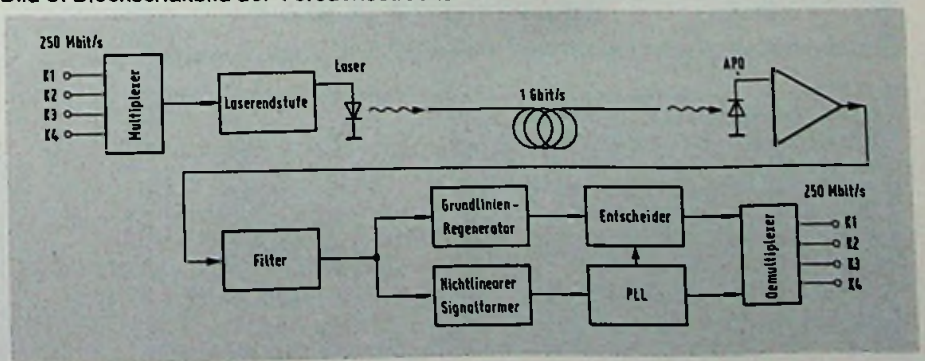 250 Mbit/s
K1
K2
K3
K4
Multiplexer
Laserendstufe
Laser
1 Gbit/s
APD
Grundlinien-
Regenerator
Entscheider
250 Mbit/s
K1
K2
K3
K4
Demultiplexer
Filter
Nichtlinearer
Signalformer
PLL